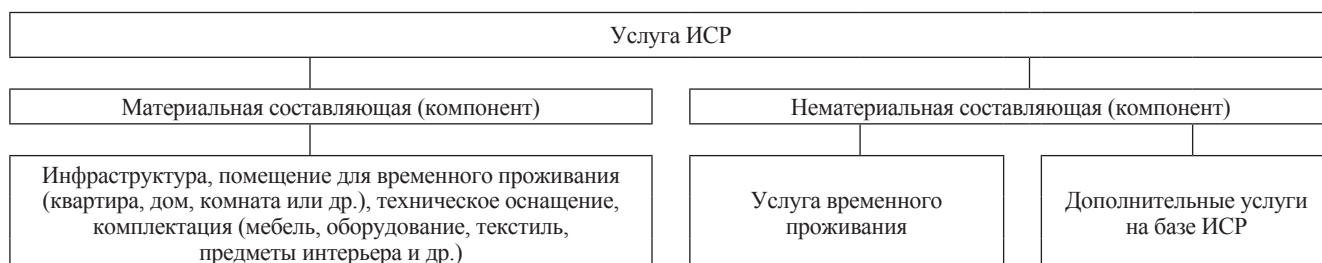 Услуга ИСР
Материальная составляющая (компонент)
Нематериальная составляющая (компонент)
Инфраструктура, помещение для временного проживания
(квартира, дом, комната или др.), техническое оснащение,
комплектация (мебель, оборудование, текстиль,
предметы интерьера и др.)
Услуга временного
проживания
Дополнительные услуги
на базе ИСР